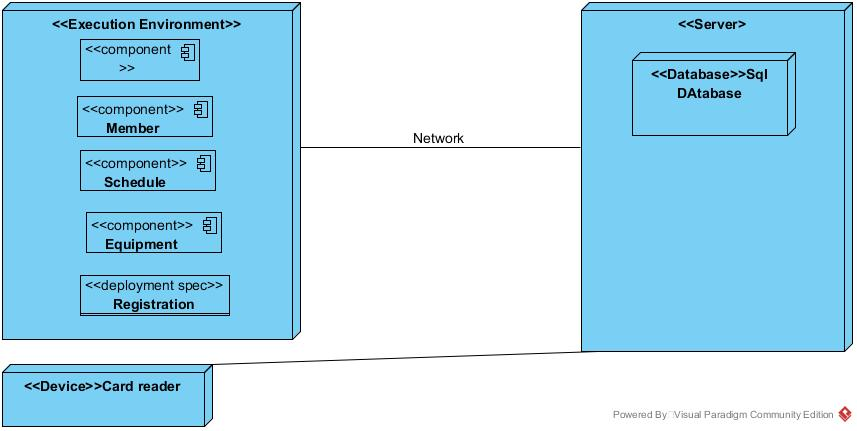 <<Execution Environment>>
<<component
>>
<<component>>
Member
<<component>>
Schedule
<<component>>
Equipment
<<deployment spec>>
Registration
Network
<<Server>
<<Database>>Sql
DAtabase
<<Device>>Card reader
Powered By Visual Paradigm Community Edition